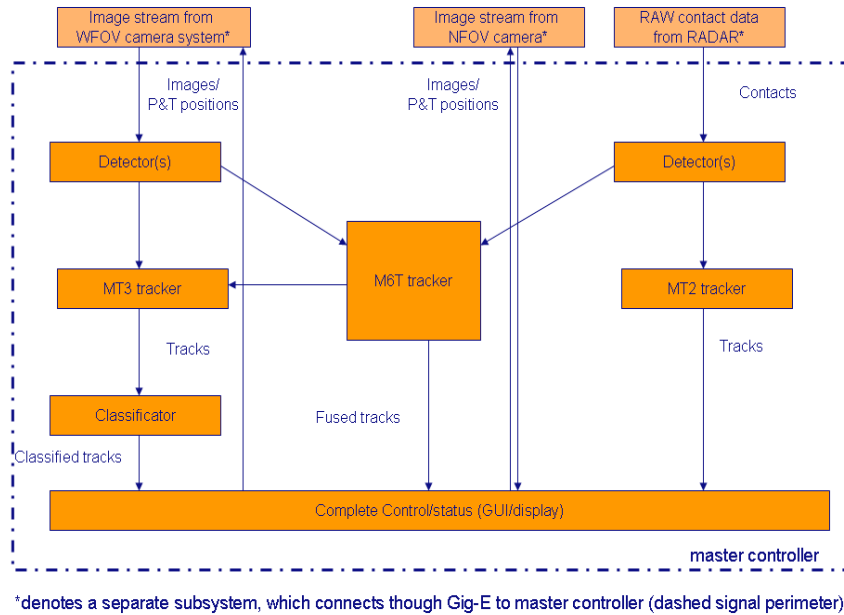 Image stream from
WFOV camera system*
Image stream from
NFOV camera*
RAW contact data
from RADAR*
Images/
P&T positions
Images/
P&T positions
Contacts
Detector(s)
Detector(s)
M6T tracker
MT3 tracker
MT2 tracker
Tracks
Tracks
Classificator
Fused tracks
Classified tracks
Complete Control/status (GUI/display)
master controller
*denotes a separate subsystem, which connects though Gig-E to master controller (dashed signal perimeter)